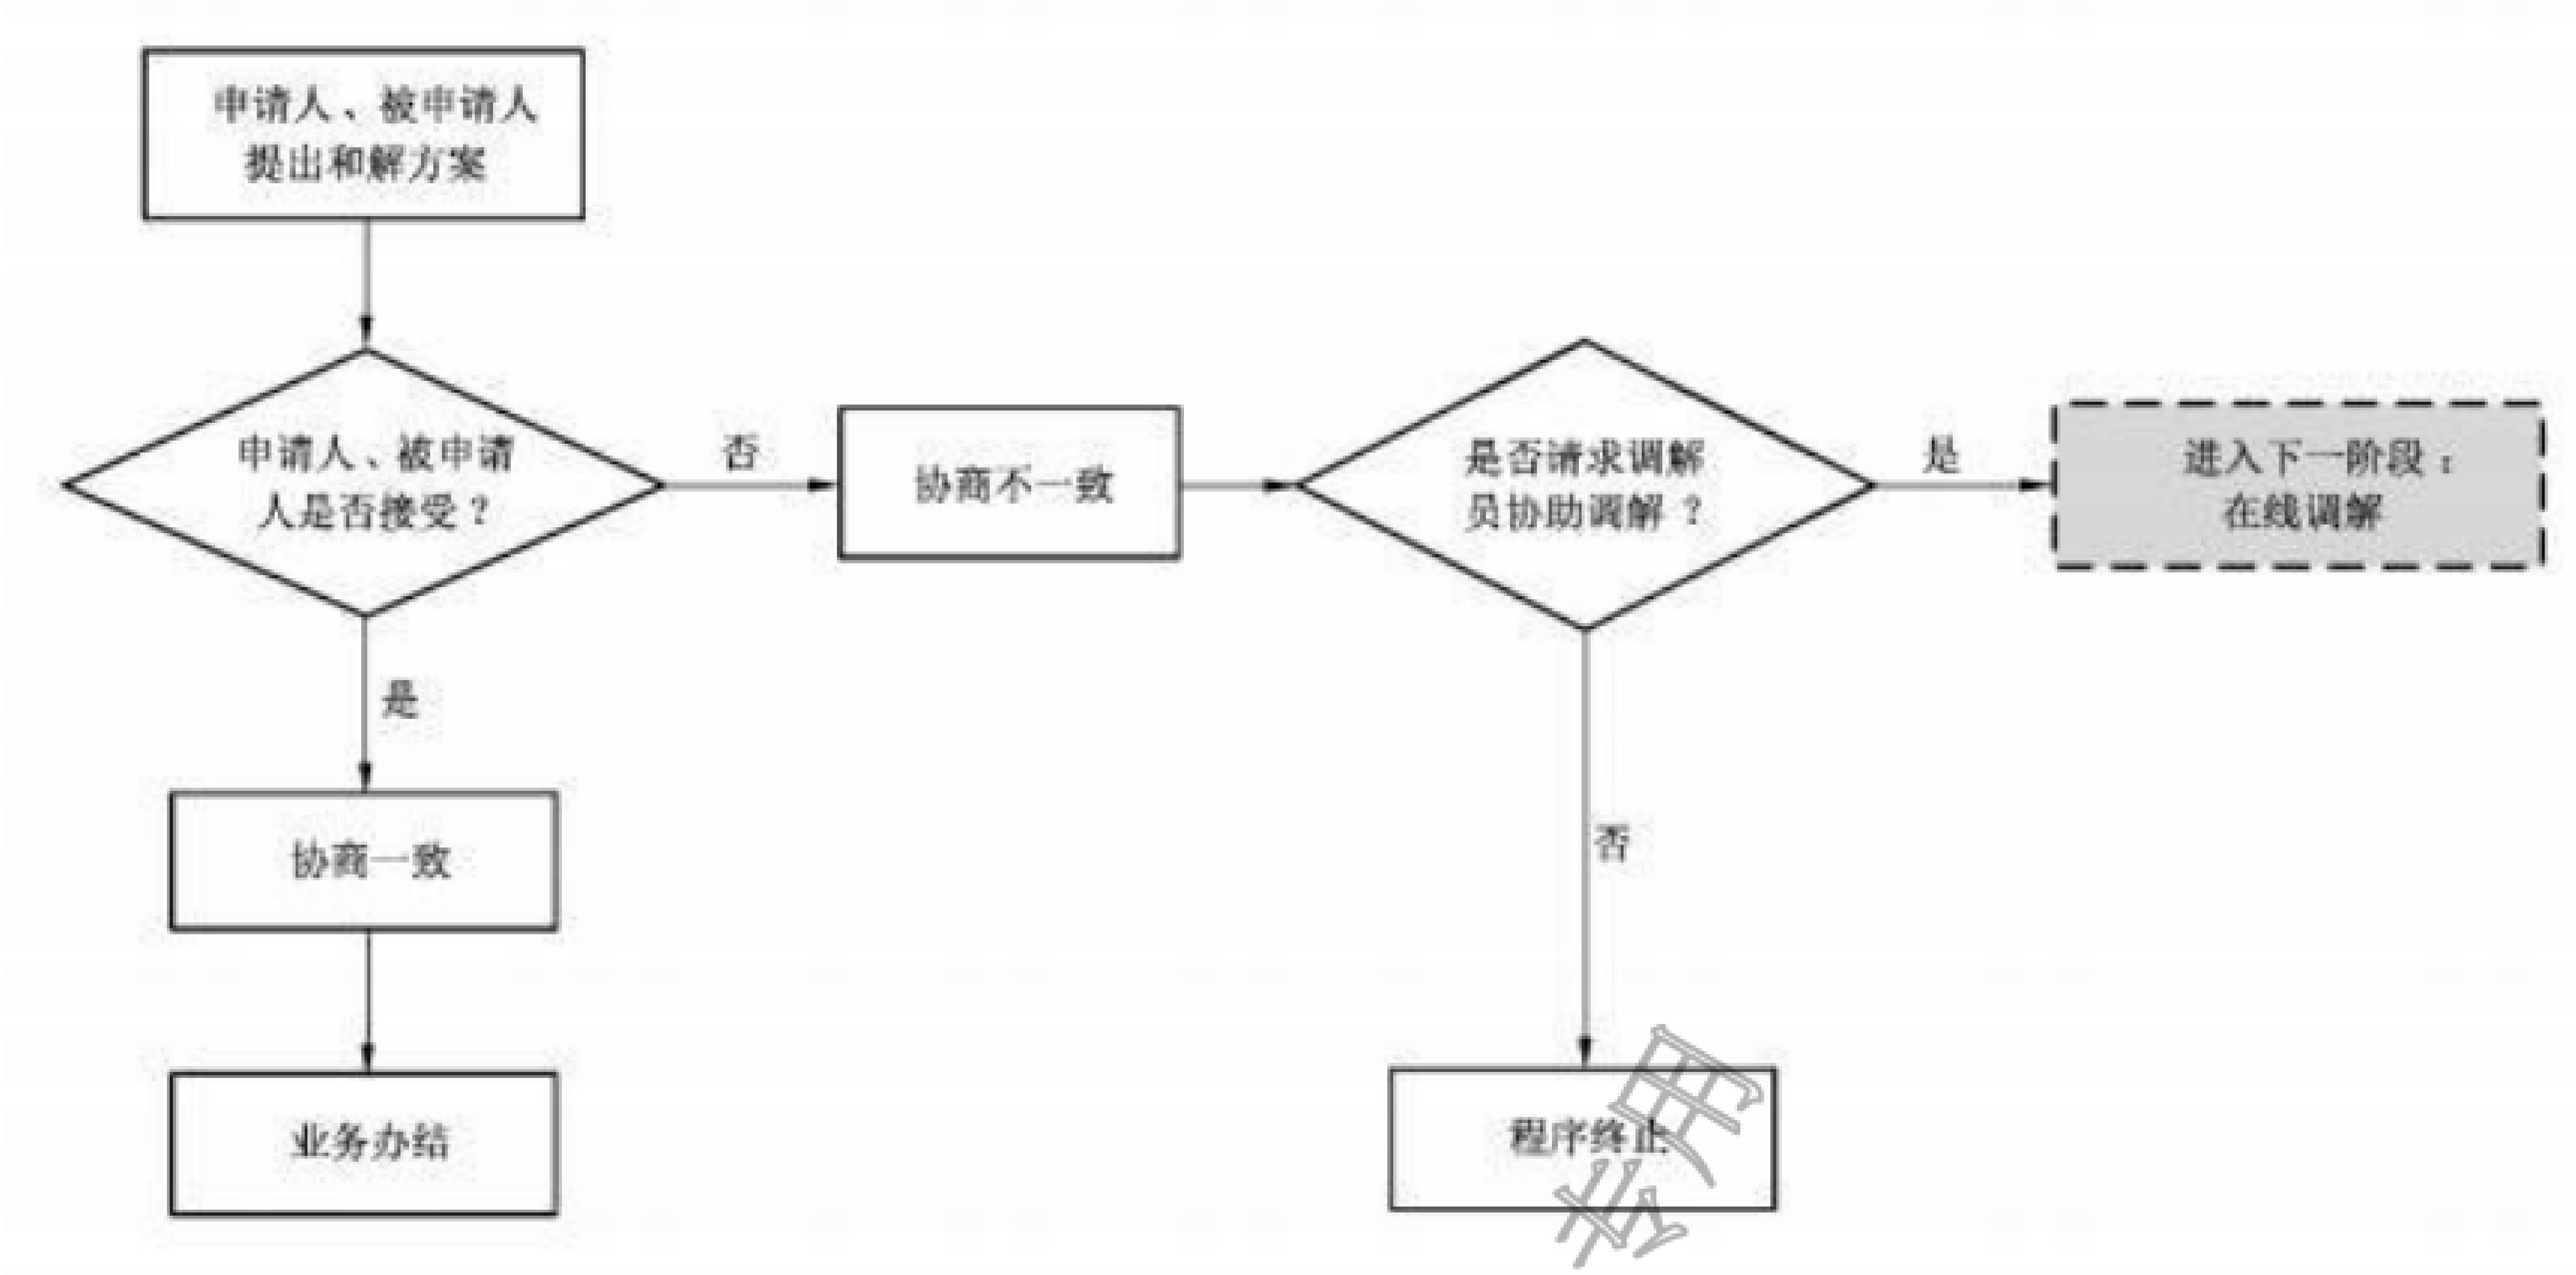 申请人、被申请人
提出和解方案
申请人、被申请
人是否接受?
否
协商不一致
是否请求调解
员协助调解?
是
进入下一阶段:
在线调解
是
否
协商一致
业务办结
程序终止